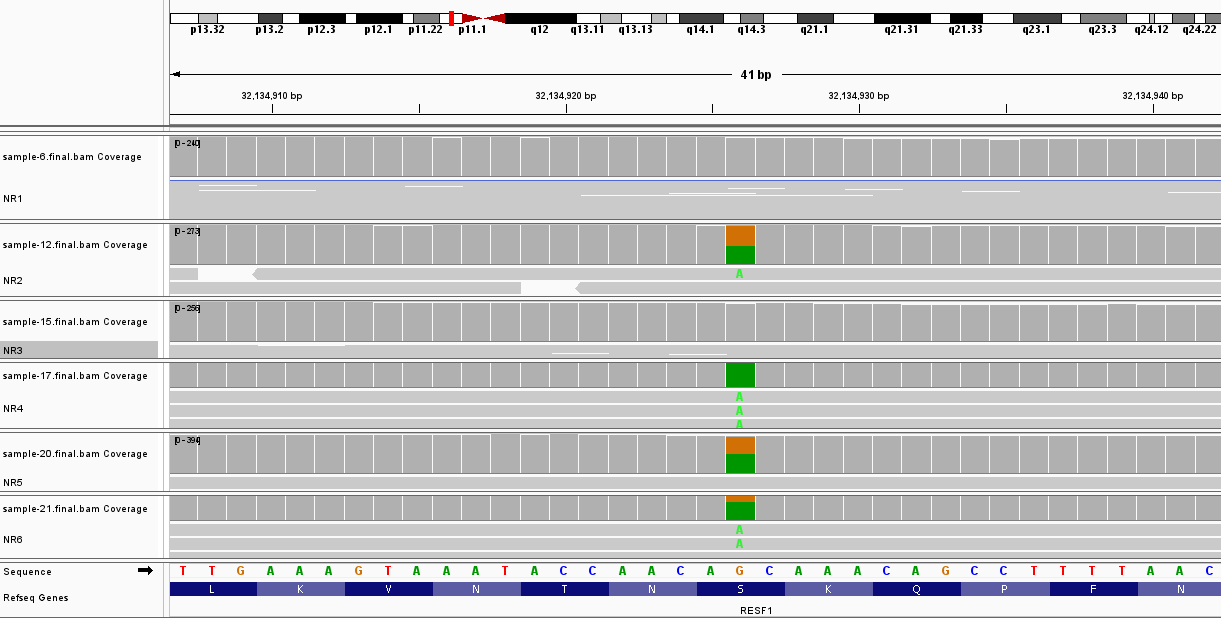 p13.32 p13.2 p12.3 p12.1 p11.22 p11.1 q12 q13.11 q13.13 q14.1 q14.3 q21.1 q21.31 q21.33 q23.1 q23.3 q24.12 q24.22
41 bp
32,134,910 bp 32,134,920 bp 32,134,930 bp 32,134,940 bp
[0-240]
sample-6.final.bam Coverage
NR1
[0-273]
sample-12.final.bam Coverage
A
NR2
[0-256]
sample-15.final.bam Coverage
NR3
sample-17.final.bam Coverage
A
NR4
A
A
[0-394]
sample-20.final.bam Coverage
NR5
sample-21.final.bam Coverage
A
NR6
A
Sequence T T G A A A G T A A A T A C C A A C A G C A A A C A G C C T T T T A A C
Refseq Genes L K V N T N S K Q P F N
RESF1